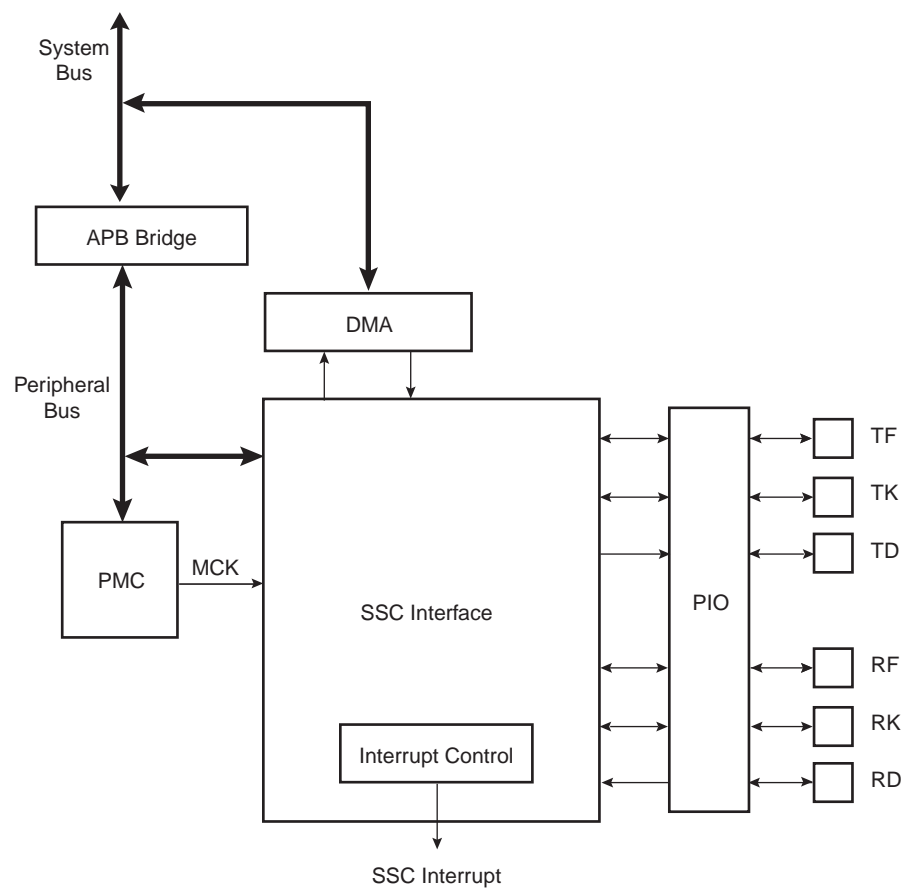 System
Bus
APB Bridge
DMA
Peripheral
Bus
PMC
MCK
SSC Interface
Interrupt Control
SSC Interrupt
PIO
TF
TK
TD
RF
RK
RD